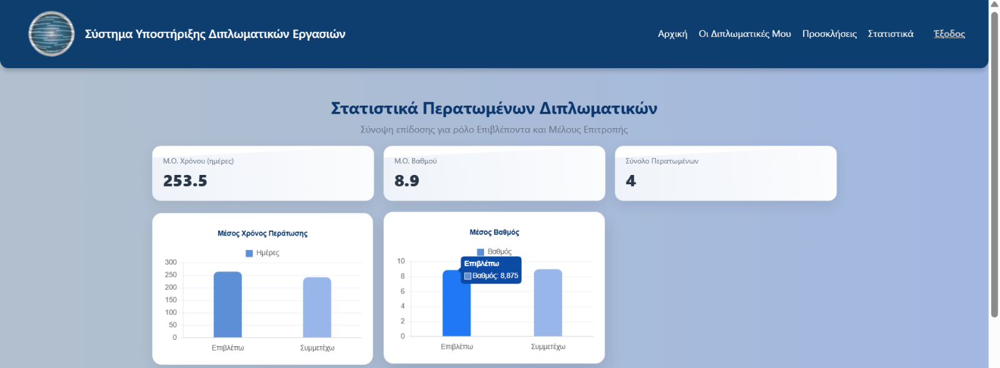 Σύστημα Υποστήριξης Διπλωματικών Εργασιών
Αρχική Οι Διπλωματικές Μου Προσκλήσεις Στατιστικά Έξοδος
Στατιστικά Περατωμένων Διπλωματικών
Σύνοψη επίδοσης για ρόλο Επιβλέποντα και Μέλους Επιτροπής
Μ.Ο. Χρόνου (ημέρες)
253.5
Μ.Ο. Βαθμού
8.9
Σύνολο Περατωμένων
4
Μέσος Χρόνος Περάτωσης
Ημέρες
300
250
200
150
100
50
0
Επιβλέπω Συμμετέχω
Μέσος Βαθμός
Βαθμός
10
8
6
4
2
0
Επιβλέπω
Βαθμός: 8,875
Επιβλέπω Συμμετέχω